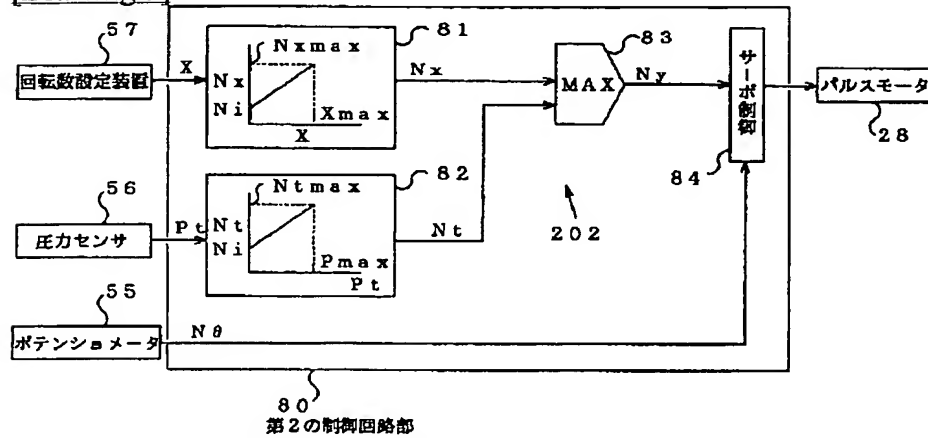 57
回転数設定装置
X
81
Nxmax
Nx
Ni
Xmax
X
Nx
83
MAX
Ny
サーボ制御
84
パルスモータ
28
56
圧力センサ
Pt
82
Ntmax
Nt
Ni
Pmax
Pt
Nt
202
55
ポテンショメータ
Nθ
80
第2の制御回路部